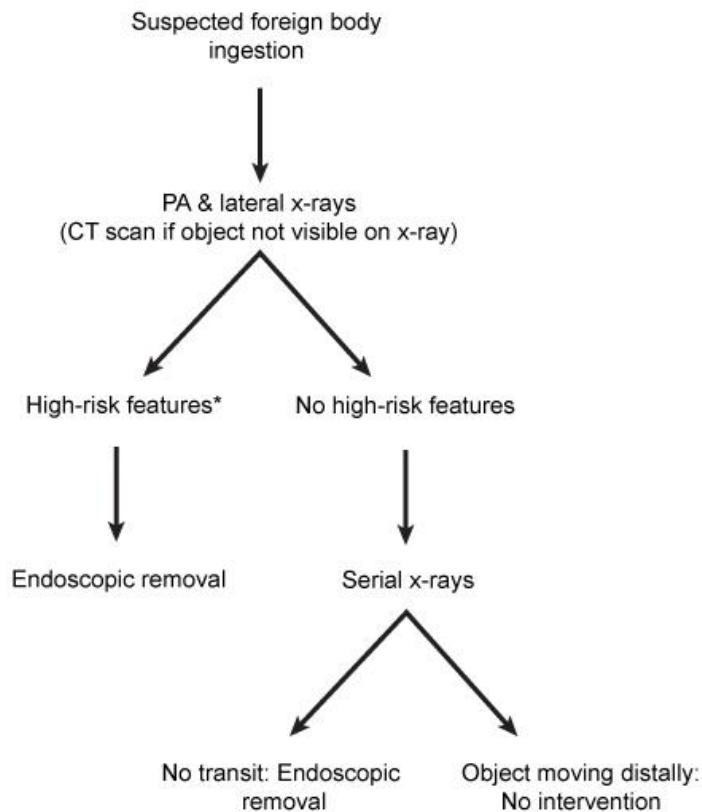 Suspected foreign body
ingestion
PA & lateral x-rays
(CT scan if object not visible on x-ray)
High-risk features*
No high-risk features
Endoscopic removal
Serial x-rays
No transit: Endoscopic
removal
Object moving distally:
No intervention